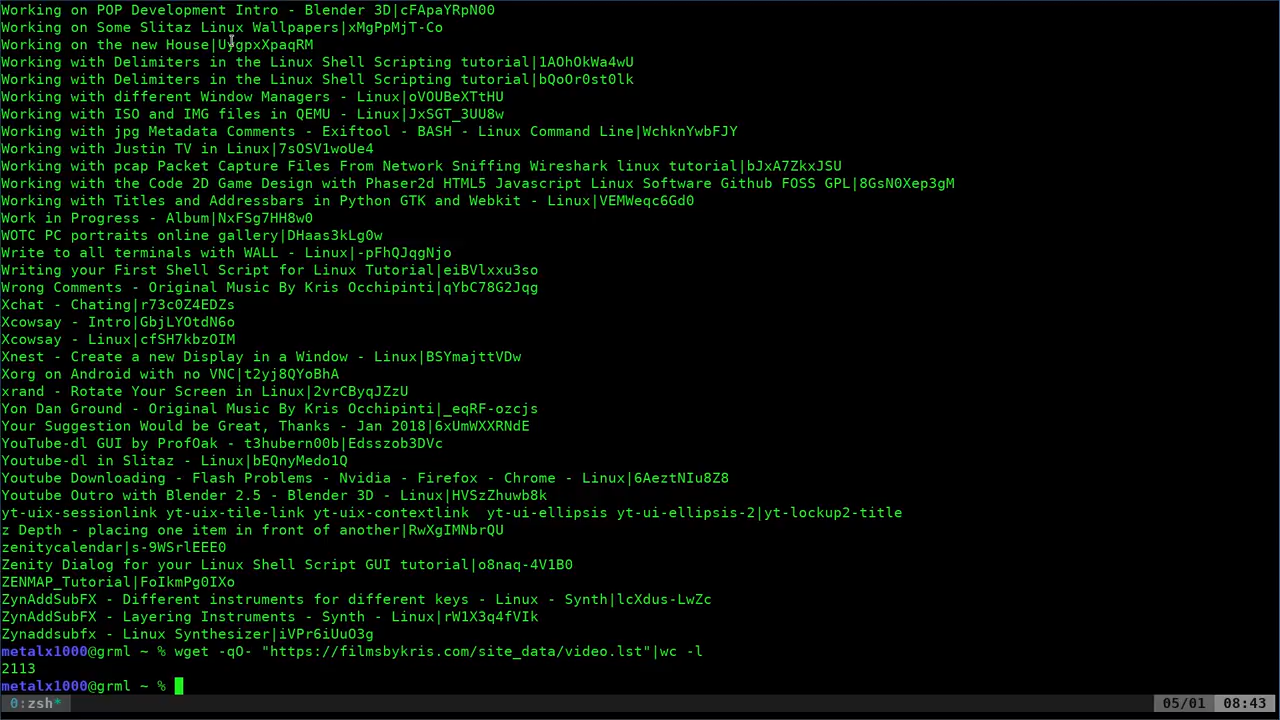 Working on POP Development Intro - Blender 3D|cFApaYRpN00
Working on Some Slitaz Linux Wallpapers|xMgPpMjT-Co
Working on the new House|UygpxXpaqRM
Working with Delimiters in the Linux Shell Scripting tutorial|1AOhOkWa4wU
Working with Delimiters in the Linux Shell Scripting tutorial|bQoOr0st0lk
Working with different Window Managers - Linux|oVOUBeXTtHU
Working with ISO and IMG files in QEMU - Linux|JxSGT_3UU8w
Working with jpg Metadata Comments - Exiftool - BASH - Linux Command Line|WchknYwbFJY
Working with Justin TV in Linux|7sOSV1woUe4
Working with pcap Packet Capture Files From Network Sniffing Wireshark linux tutorial|bJxA7ZkxJSU
Working with the Code 2D Game Design with Phaser2d HTML5 Javascript Linux Software Github FOSS GPL|8GsN0Xep3gM
Working with Titles and Addressbars in Python GTK and Webkit - Linux|VEMWeqc6Gd0
Work in Progress - Album|NxFSg7HH8w0
WOTC PC portraits online gallery|DHaas3kLg0w
Write to all terminals with WALL - Linux|-pFhQJqgNjo
Writing your First Shell Script for Linux Tutorial|eiBVlxxu3so
Wrong Comments - Original Music By Kris Occhipinti|qYbC78G2Jqg
Xchat - Chating|r73c0Z4EDZs
Xcowsay - Intro|GbjLYOtdN6o
Xcowsay - Linux|cfSH7kbzOIM
Xnest - Create a new Display in a Window - Linux|BSYmajttVDw
Xorg on Android with no VNC|t2yj8QYoBhA
xrand - Rotate Your Screen in Linux|2vrCByqJZzU
Yon Dan Ground - Original Music By Kris Occhipinti|_eqRF-ozcjs
Your Suggestion Would be Great, Thanks - Jan 2018|6xUmWXXRNdE
YouTube-dl GUI by ProfOak - t3hubern00b|Edsszob3DVc
Youtube-dl in Slitaz - Linux|bEQnyMedo1Q
Youtube Downloading - Flash Problems - Nvidia - Firefox - Chrome - Linux|6AeztNIu8Z8
Youtube Outro with Blender 2.5 - Blender 3D - Linux|HVSzZhuwb8k
yt-uix-sessionlink yt-uix-tile-link yt-uix-contextlink  yt-ui-ellipsis yt-ui-ellipsis-2|yt-lockup2-title
z Depth - placing one item in front of another|RwXgIMNbrQU
zenitycalendar|s-9WSrlEEE0
Zenity Dialog for your Linux Shell Script GUI tutorial|o8naq-4V1B0
ZENMAP_Tutorial|FoIkmPg0IXo
ZynAddSubFX - Different instruments for different keys - Linux - Synth|lcXdus-LwZc
ZynAddSubFX - Layering Instruments - Synth - Linux|rW1X3q4fVIk
Zynaddsubfx - Linux Synthesizer|iVPr6iUuO3g
metalx1000@grml ~ % wget -qO- "https://filmsbykris.com/site_data/video.lst"|wc -l
2113
metalx1000@grml ~ %
0:zsh* 05/01 08:43